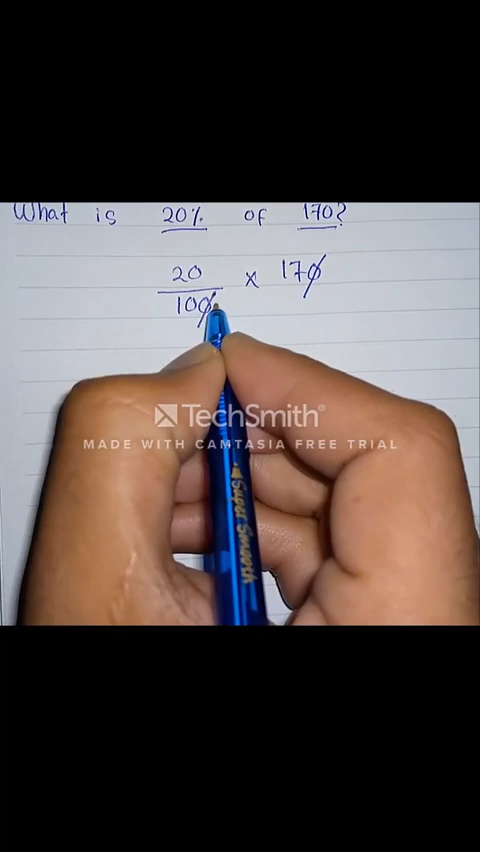 What is 20% of 170?
20
100
x 170
TechSmith®
MADE WITH CAMTASIA FREE TRIAL
Super Smooth